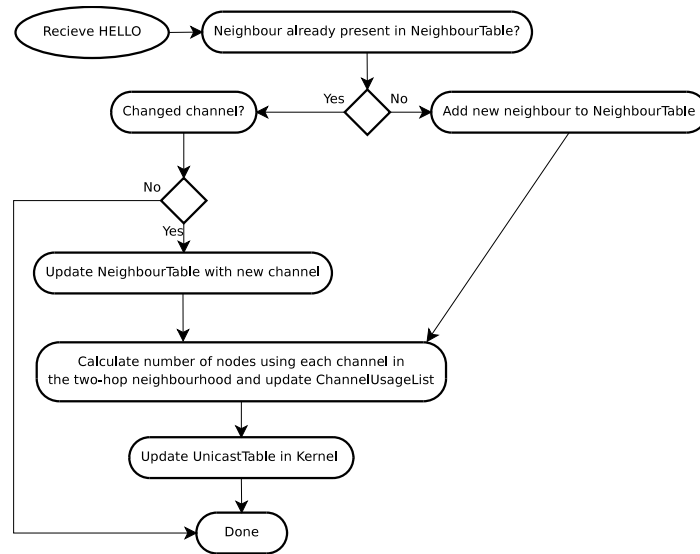 Recieve HELLO
Neighbour already present in NeighbourTable?
Yes
No
Changed channel?
Add new neighbour to NeighbourTable
No
Yes
Update NeighbourTable with new channel
Calculate number of nodes using each channel in
the two-hop neighbourhood and update ChannelUsageList
Update UnicastTable in Kernel
Done